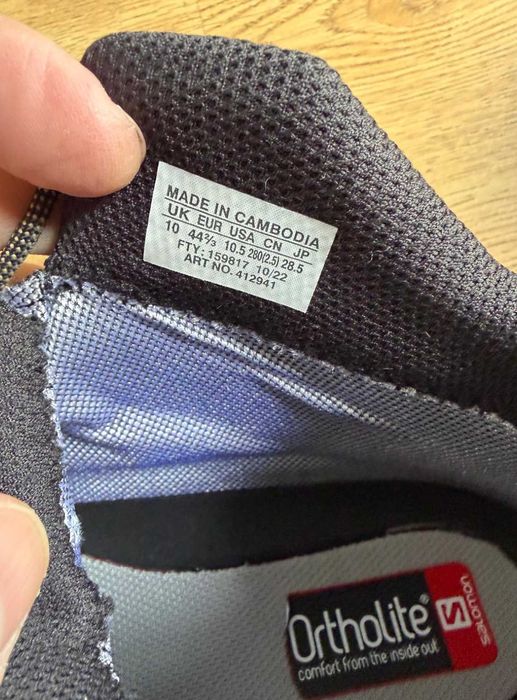 MADE IN CAMBODIA
UK EUR USA CN JP
10 44⅔ 10.5 280(2.5) 28.5
FTY: 159817 10/22
ART NO. 412941
Ortholite®
comfort from the inside out
S
salomon